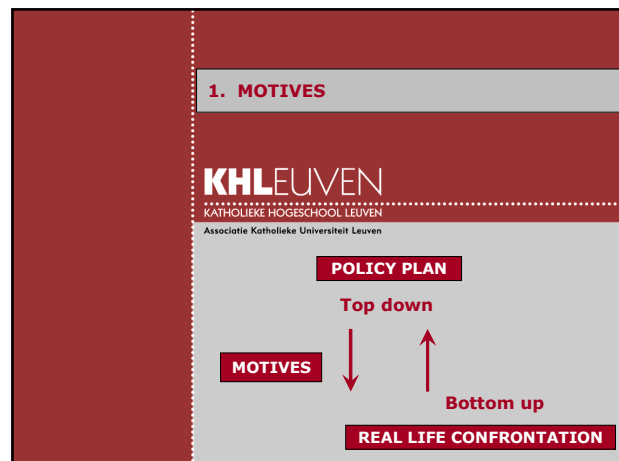 1. MOTIVES
KHLEUVEN
KATHOLIEKE HOGESCHOOL LEUVEN
Associatie Katholieke Universiteit Leuven
POLICY PLAN
Top down
MOTIVES
Bottom up
REAL LIFE CONFRONTATION